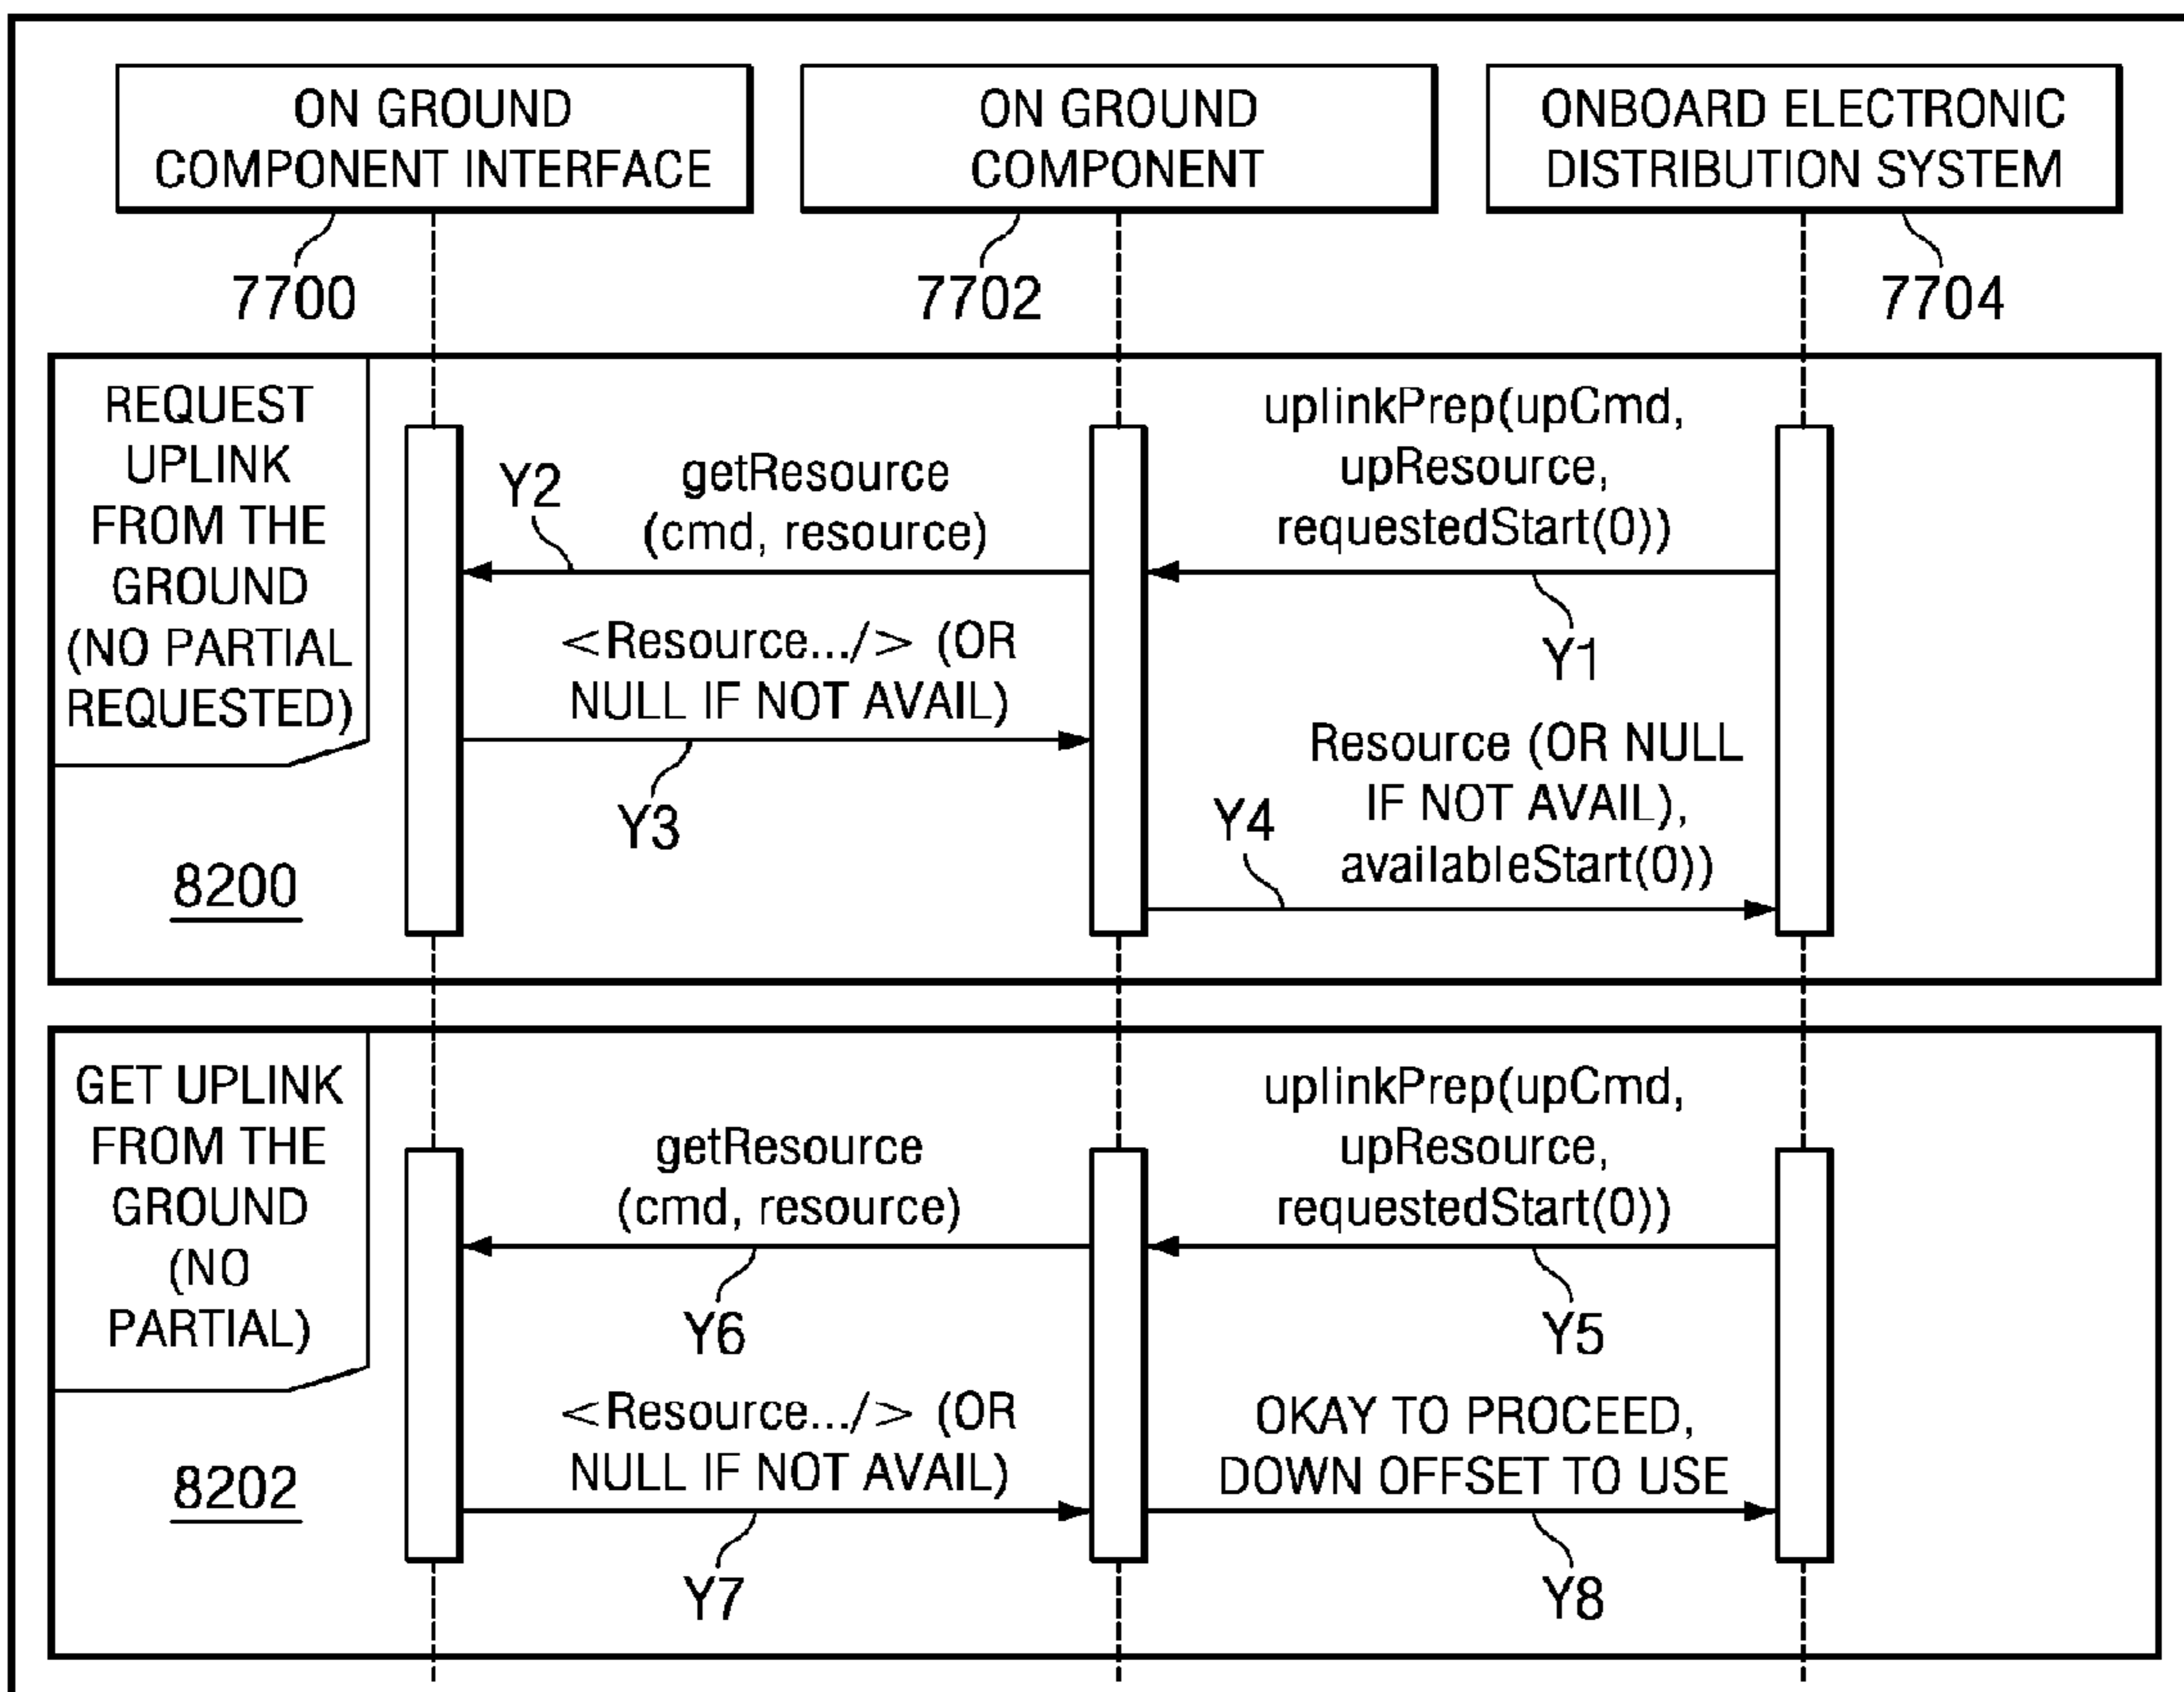 ON GROUND
COMPONENT INTERFACE
ON GROUND
COMPONENT
ONBOARD ELECTRONIC
DISTRIBUTION SYSTEM
7700
7702
7704
REQUEST
UPLINK
FROM THE
GROUND
(NO PARTIAL
REQUESTED)
8200
Y2
getResource
(cmd, resource)
uplinkPrep(upCmd,
upResource,
requestedStart(0))
Y1
<Resource.../> (OR
NULL IF NOT AVAIL)
Y3
Resource (OR NULL
IF NOT AVAIL),
availableStart(0))
Y4
GET UPLINK
FROM THE
GROUND
(NO
PARTIAL)
8202
getResource
(cmd, resource)
Y6
uplinkPrep(upCmd,
upResource,
requestedStart(0))
Y5
<Resource.../> (OR
NULL IF NOT AVAIL)
Y7
OKAY TO PROCEED,
DOWN OFFSET TO USE
Y8